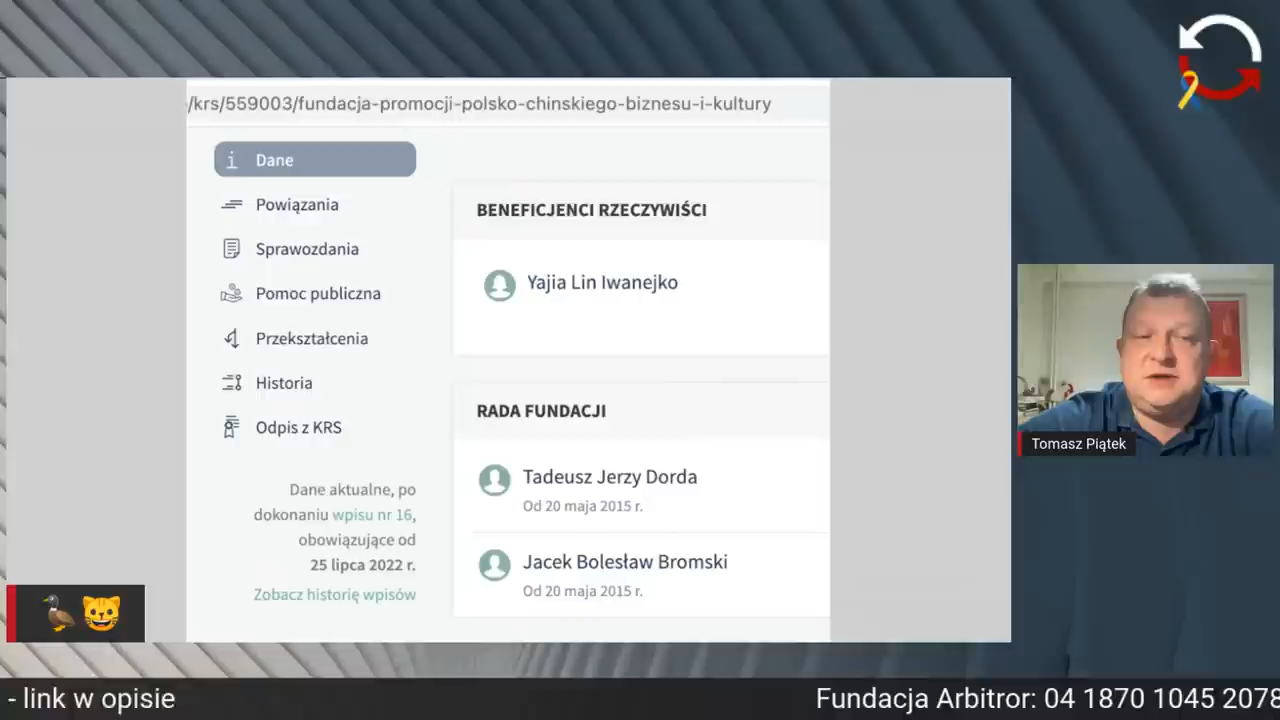 /krs/559003/fundacja-promocji-polsko-chinskiego-biznesu-i-kultury
Dane
Powiązania
Sprawozdania
Pomoc publiczna
Przekształcenia
Historia
Odpis z KRS
Dane aktualne, po
dokonaniu wpisu nr 16,
obowiązujące od
25 lipca 2022 r.
Zobacz historię wpisów
BENEFICJENCI RZECZYWIŚCI
Yajia Lin Iwanejko
RADA FUNDACJI
Tadeusz Jerzy Dorda
Od 20 maja 2015 r.
Jacek Bolesław Bromski
Od 20 maja 2015 r.
Tomasz Piątek
- link w opisie
Fundacja Arbitror: 04 1870 1045 2078